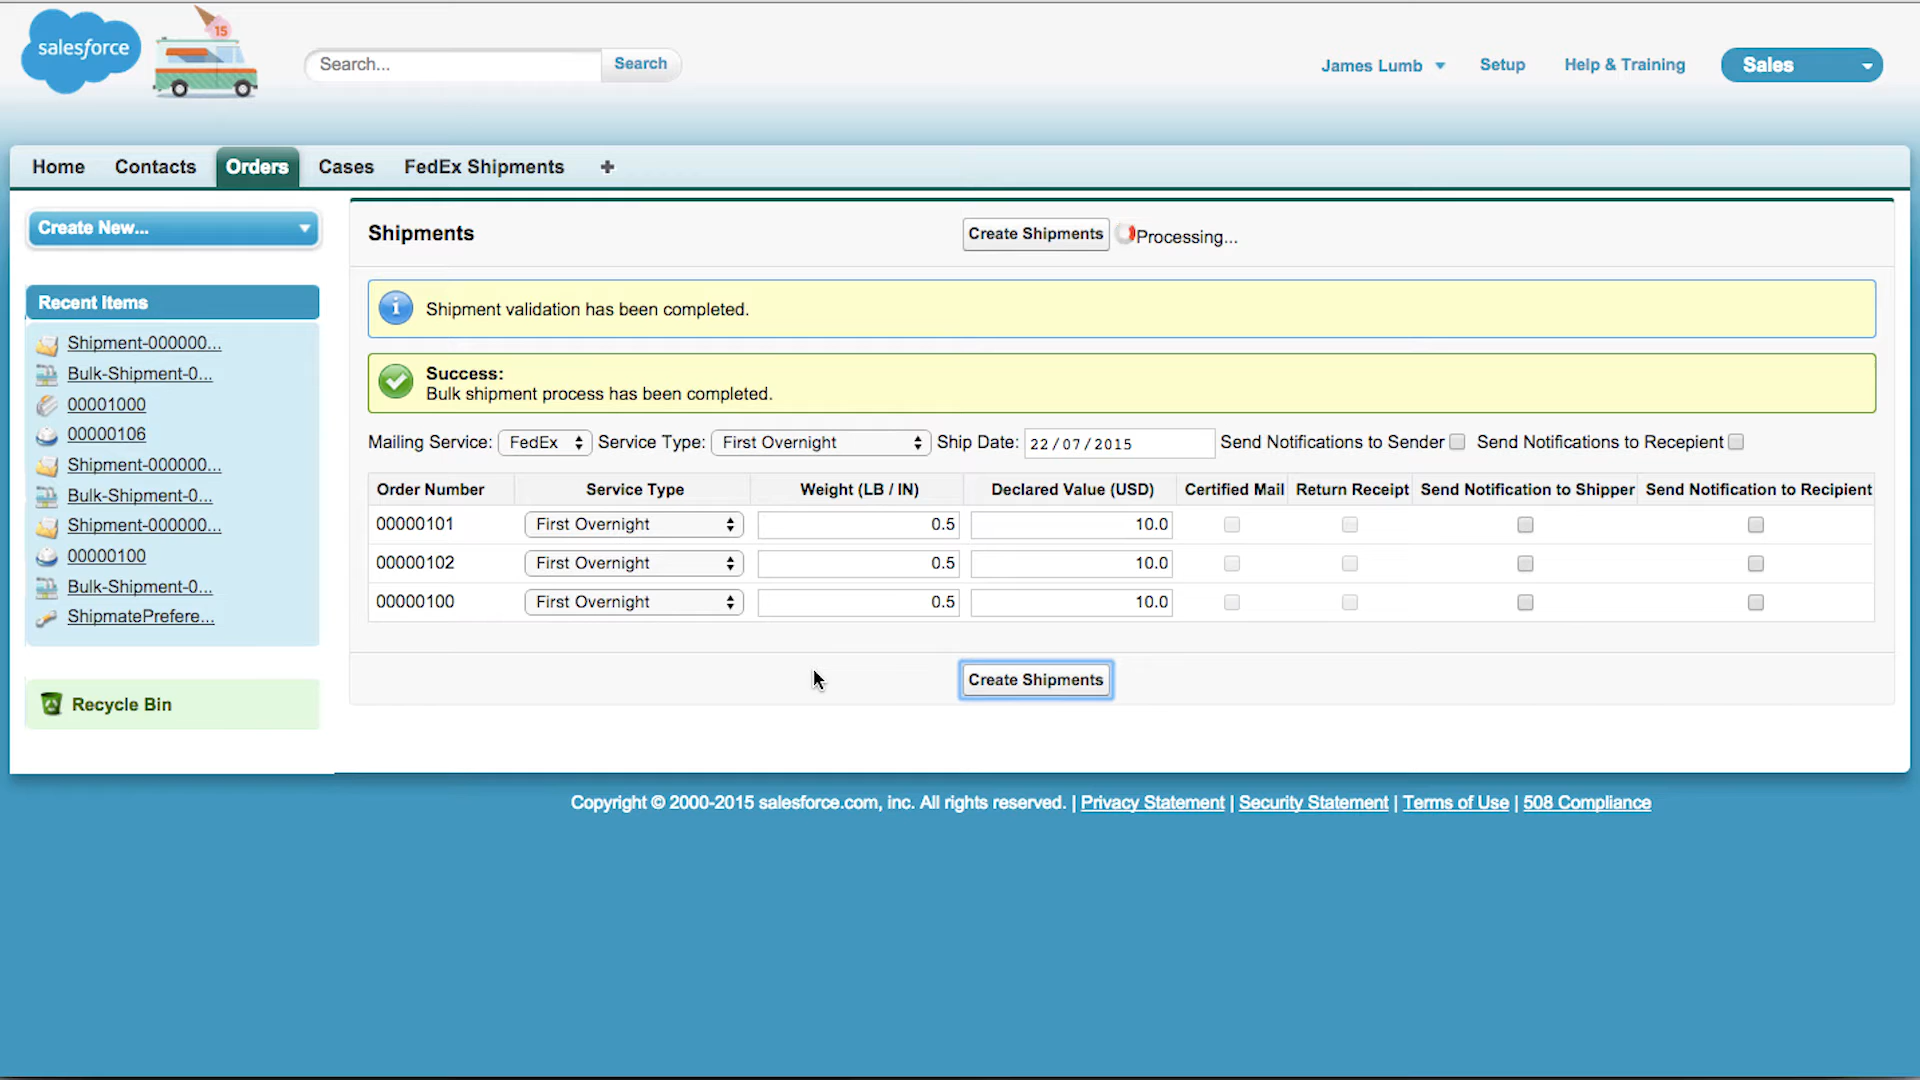 salesforce
15
Search...
Search
James Lumb
Setup
Help & Training
Sales
Home
Contacts
Orders
Cases
FedEx Shipments
+
Create New...
Recent Items
Shipment-000000...
Bulk-Shipment-0...
00001000
00000106
Shipment-000000...
Bulk-Shipment-0...
Shipment-000000...
00000100
Bulk-Shipment-0...
ShipmatePrefere...
Recycle Bin
Shipments
Create Shipments
Processing...
Shipment validation has been completed.
Success:
Bulk shipment process has been completed.
Mailing Service: FedEx Service Type: First Overnight Ship Date: 22/07/2015 Send Notifications to Sender Send Notifications to Recepient
Order Number Service Type Weight (LB / IN) Declared Value (USD) Certified Mail Return Receipt Send Notification to Shipper Send Notification to Recipient
00000101 First Overnight 0.5 10.0
00000102 First Overnight 0.5 10.0
00000100 First Overnight 0.5 10.0
Create Shipments
Copyright © 2000-2015 salesforce.com, inc. All rights reserved. | Privacy Statement | Security Statement | Terms of Use | 508 Compliance